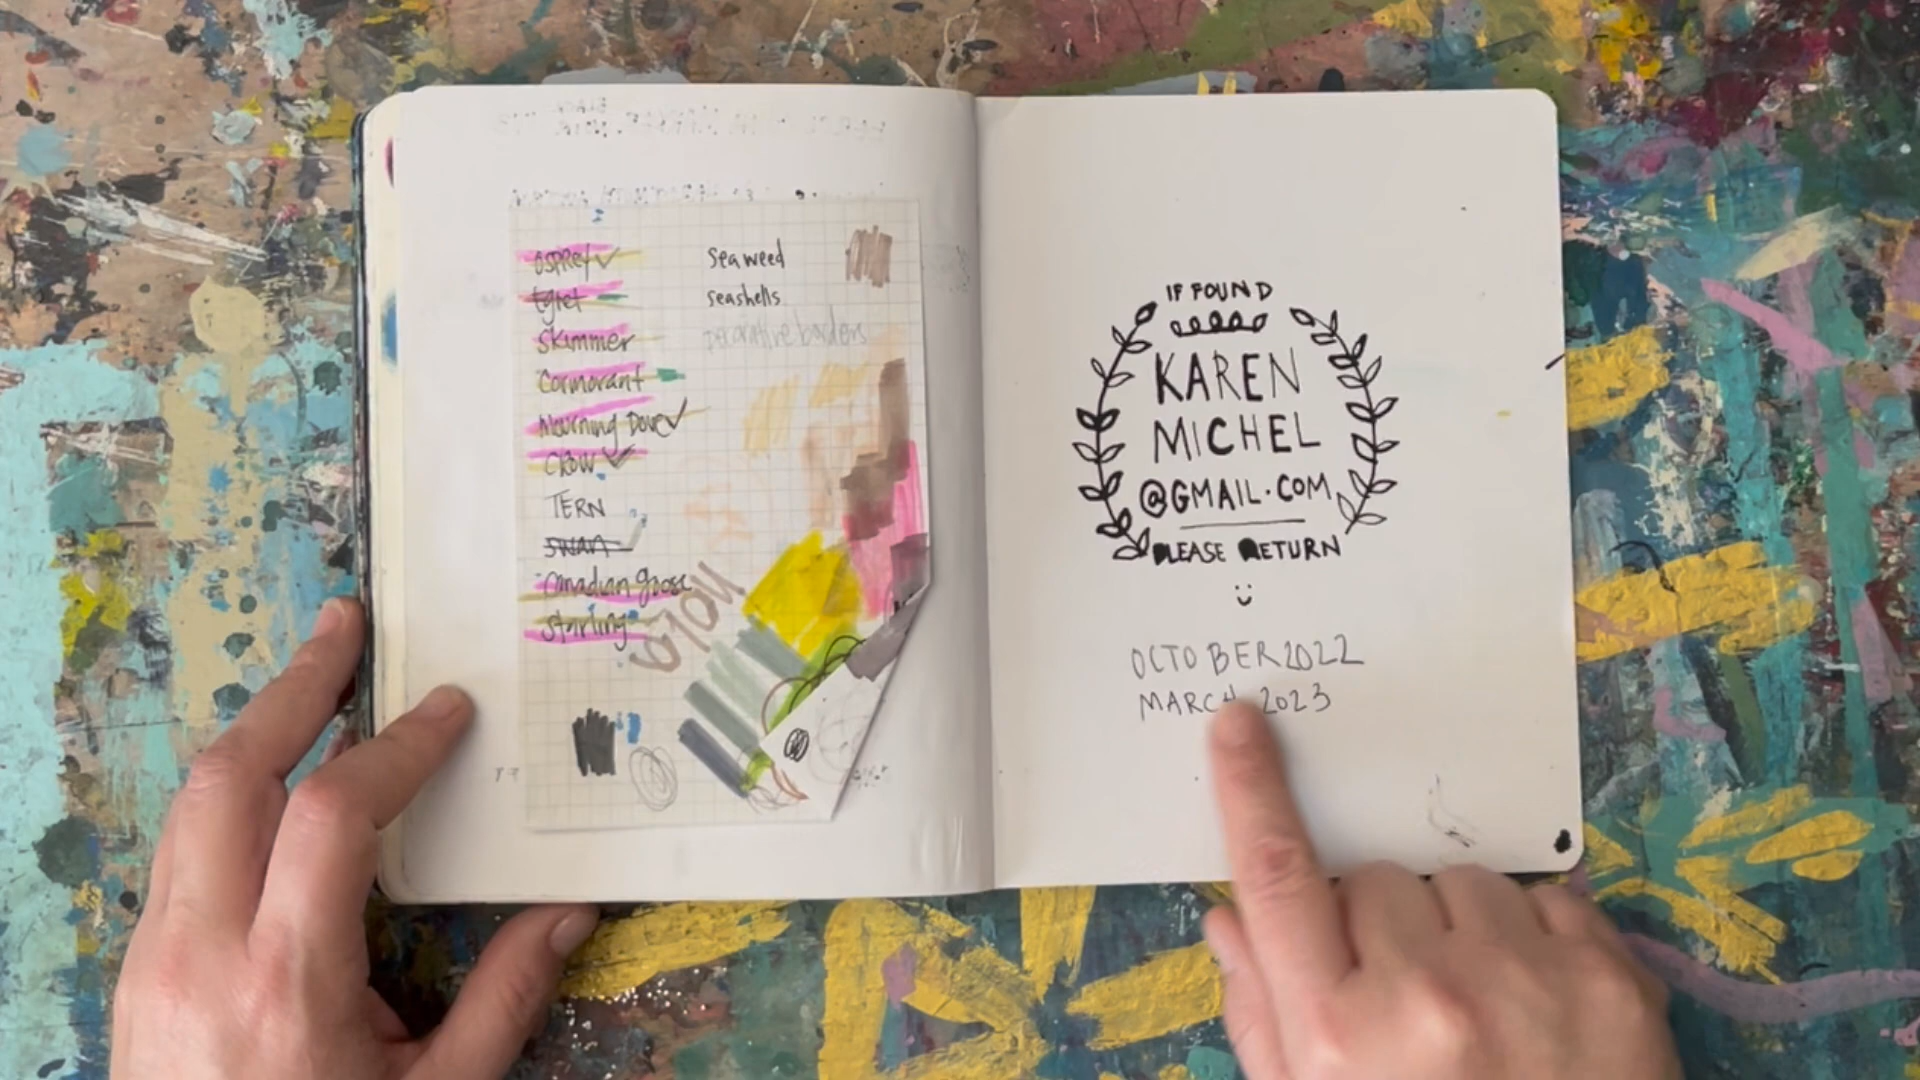 OSPREY
Egret
Skimmer
Cormorant
Mourning Dove
CROW
TERN
SWAN
Canadian goose
Starling
Seaweed
Seashells
Decorative borders
IF FOUND
KAREN
MICHEL
@GMAIL.COM
PLEASE RETURN
OCTOBER 2022
MARCH 2023